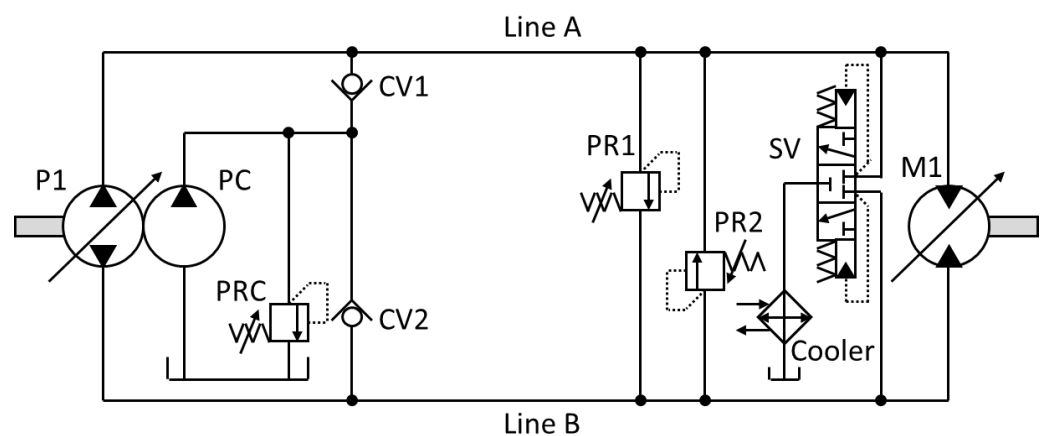 Line A
CV1
P1
PC
PR1
SV
M1
PR2
PRC
CV2
Cooler
Line B